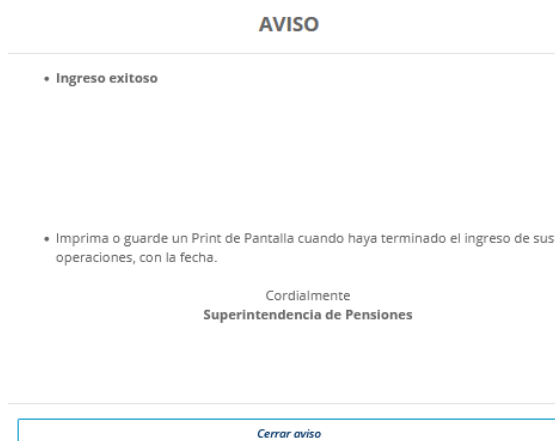 AVISO
• Ingreso exitoso
• Imprima o guarde un Print de Pantalla cuando haya terminado el ingreso de sus
operaciones, con la fecha.
Cordialmente
Superintendencia de Pensiones
Cerrar aviso